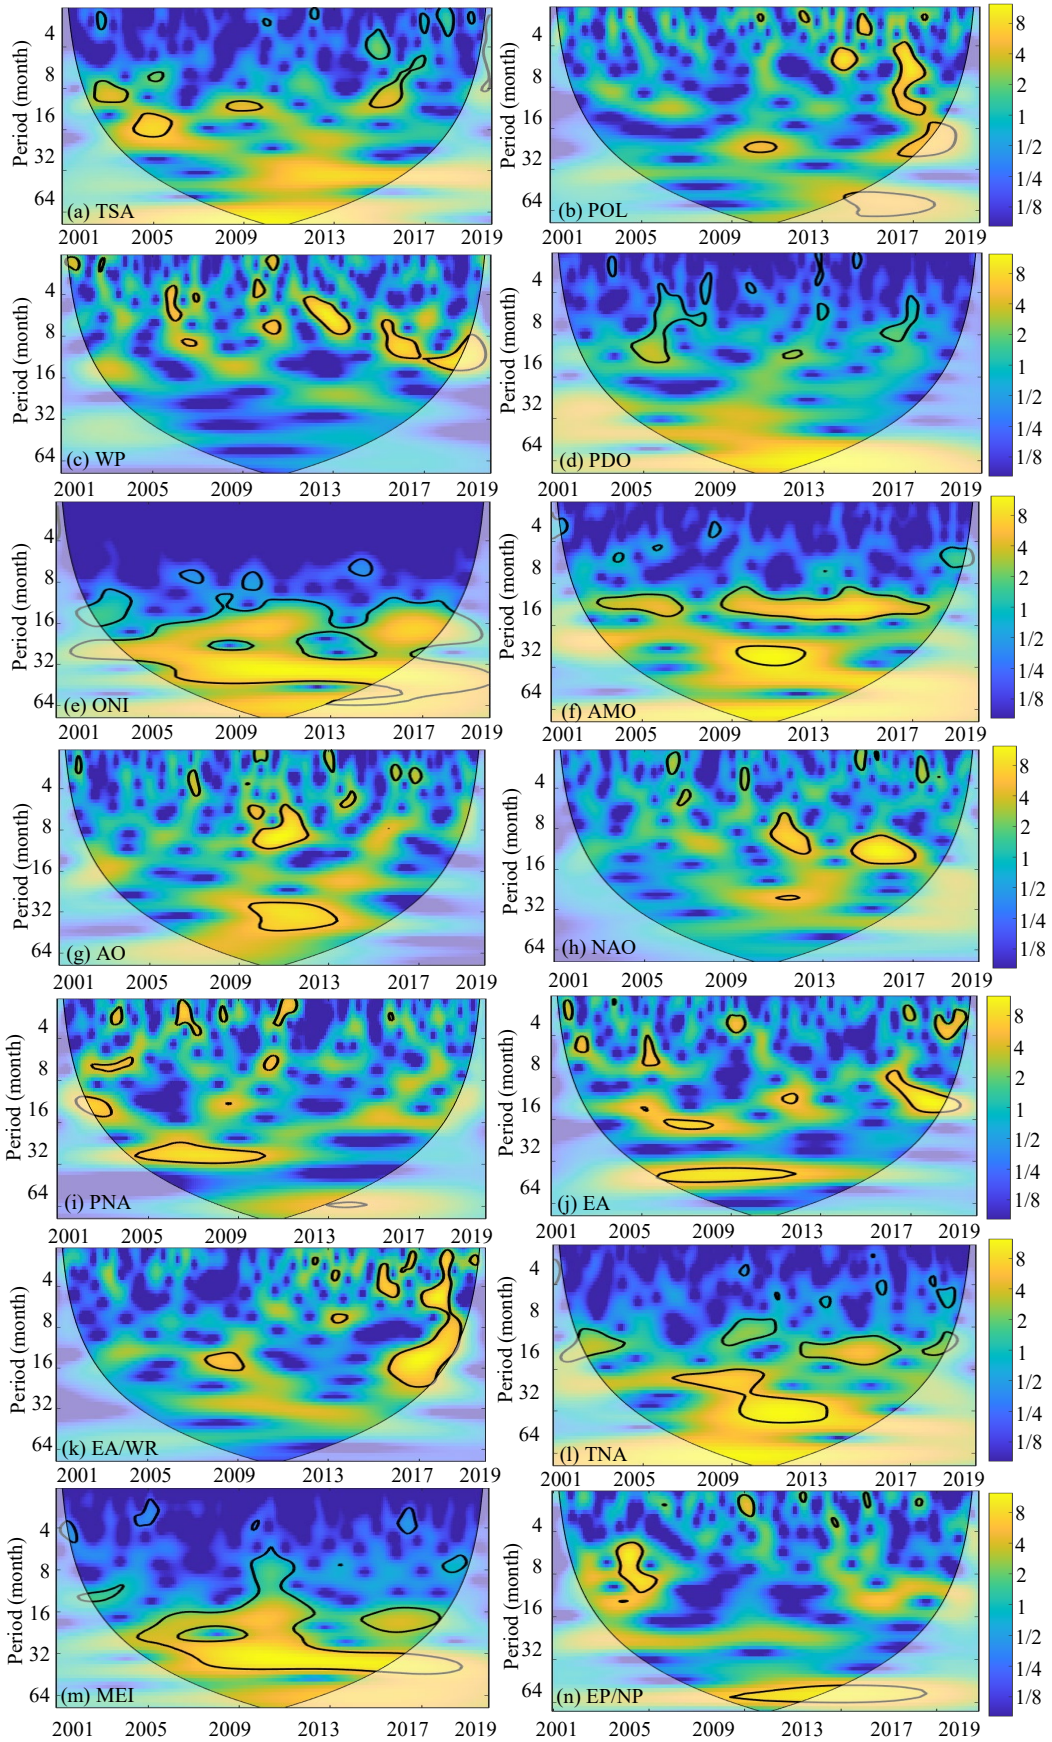 4
8
16
32
64
Period (month)
(a) TSA
2001 2005 2009 2013 2017 2019
4
8
16
32
64
Period (month)
(b) POL
2001 2005 2009 2013 2017 2019
8
4
2
1
1/2
1/4
1/8
4
8
16
32
64
Period (month)
(c) WP
2001 2005 2009 2013 2017 2019
4
8
16
32
64
Period (month)
(d) PDO
2001 2005 2009 2013 2017 2019
8
4
2
1
1/2
1/4
1/8
4
8
16
32
64
Period (month)
(e) ONI
2001 2005 2009 2013 2017 2019
4
8
16
32
64
Period (month)
(f) AMO
2001 2005 2009 2013 2017 2019
8
4
2
1
1/2
1/4
1/8
4
8
16
32
64
Period (month)
(g) AO
2001 2005 2009 2013 2017 2019
4
8
16
32
64
Period (month)
(h) NAO
2001 2005 2009 2013 2017 2019
8
4
2
1
1/2
1/4
1/8
4
8
16
32
64
Period (month)
(i) PNA
2001 2005 2009 2013 2017 2019
4
8
16
32
64
Period (month)
(j) EA
2001 2005 2009 2013 2017 2019
8
4
2
1
1/2
1/4
1/8
4
8
16
32
64
Period (month)
(k) EA/WR
2001 2005 2009 2013 2017 2019
4
8
16
32
64
Period (month)
(l) TNA
2001 2005 2009 2013 2017 2019
8
4
2
1
1/2
1/4
1/8
4
8
16
32
64
Period (month)
(m) MEI
2001 2005 2009 2013 2017 2019
4
8
16
32
64
Period (month)
(n) EP/NP
2001 2005 2009 2013 2017 2019
8
4
2
1
1/2
1/4
1/8